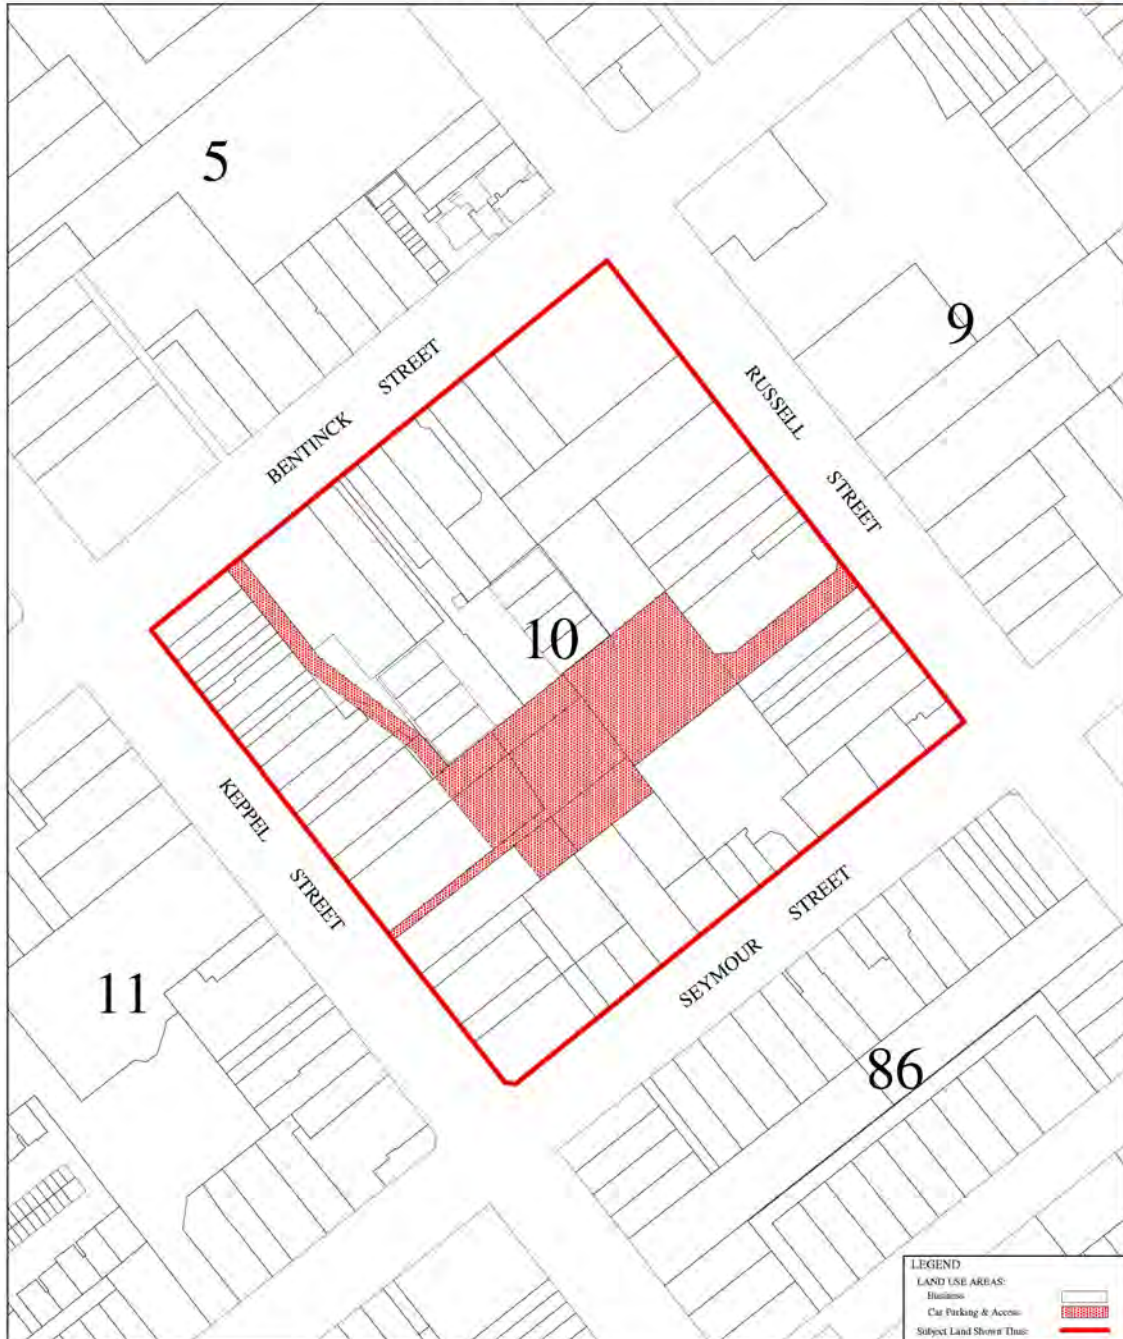 5
9
BENTINCK STREET
RUSSELL STREET
10
KEPPEL STREET
SEYMOUR STREET
11
86
LEGEND
LAND USE AREAS:
Business
Car Parking & Access
Subject Land Shown Thus: